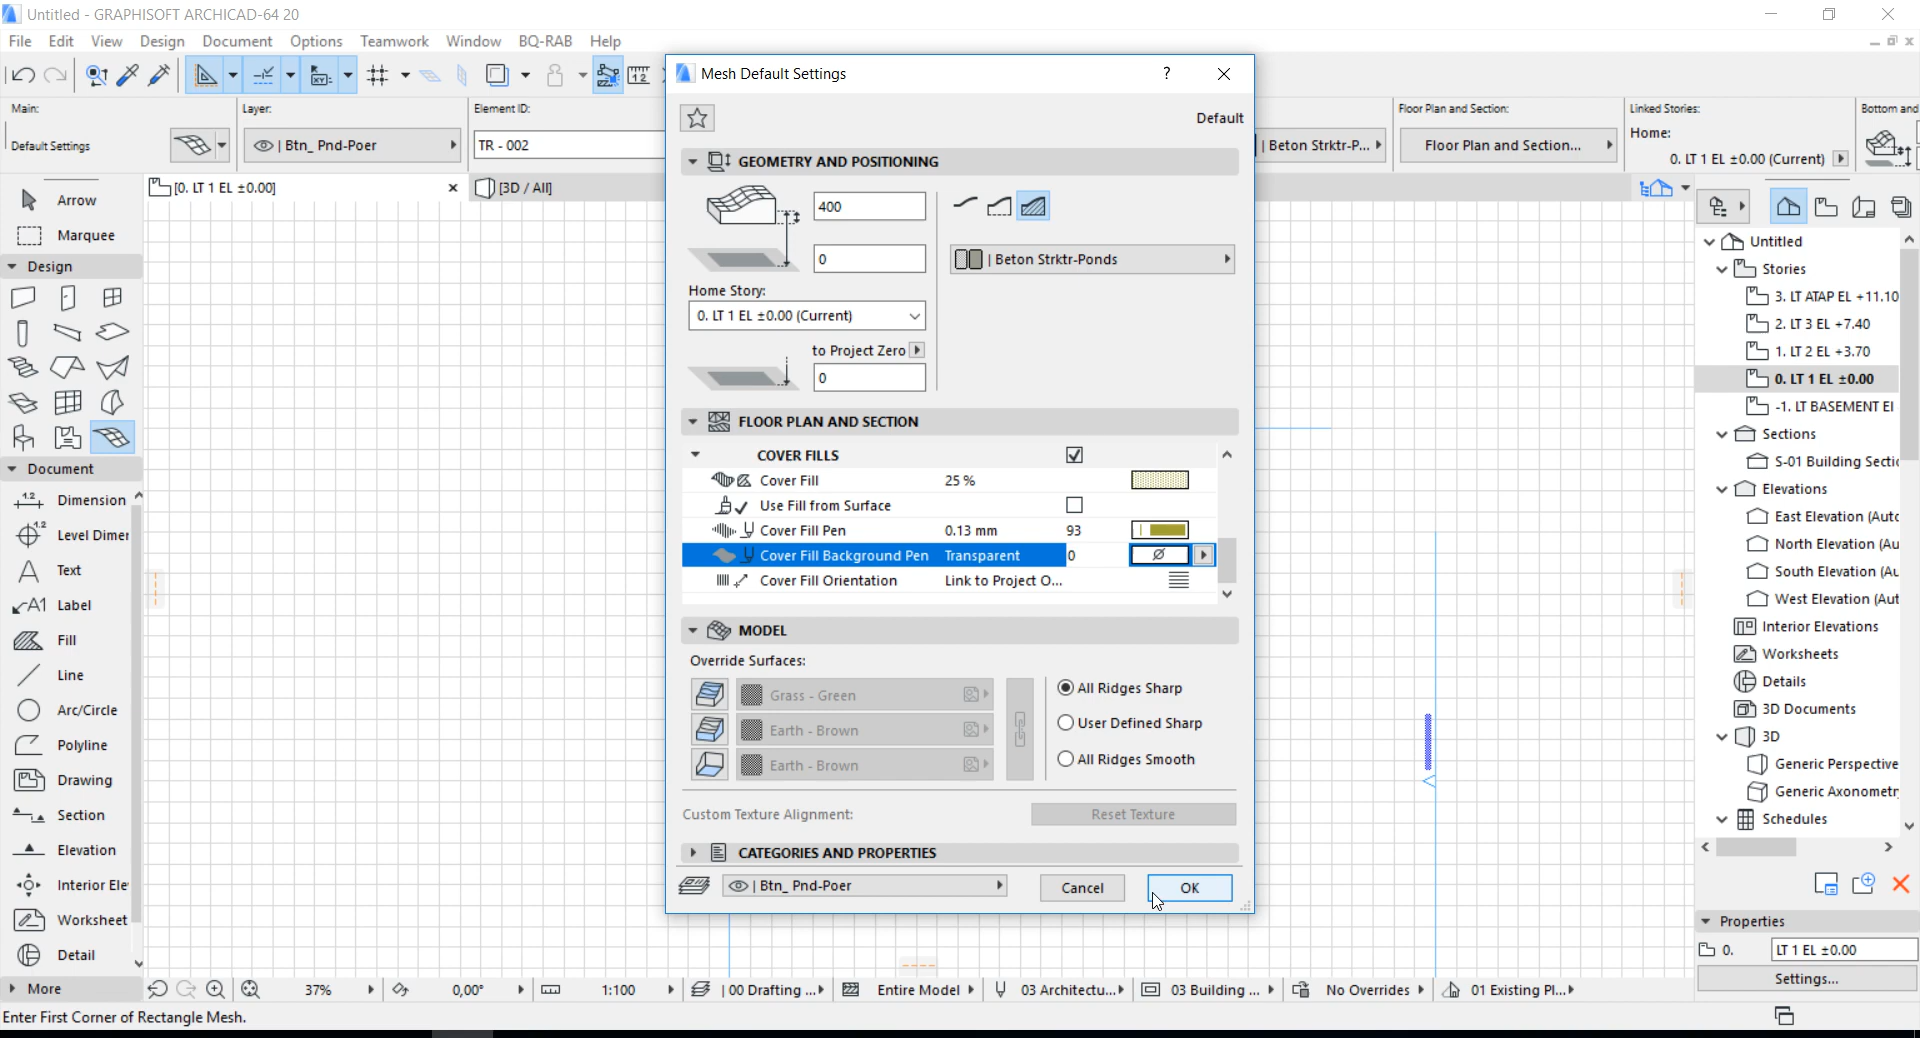 Untitled - GRAPHISOFT ARCHICAD-64 20
File Edit View Design Document Options Teamwork Window BQ-RAB Help
Main:
Default Settings
Layer:
| Btn_ Pnd-Poer
Element ID:
TR - 002
| Beton Strktr-P...
Floor Plan and Section:
Floor Plan and Section...
Linked Stories:
Home:
0. LT 1 EL ±0.00 (Current)
Bottom and
[0. LT 1 EL ±0.00]
[3D / All]
Arrow
Marquee
Design
Document
1.2 Dimension
1.2 Level Dimer
Text
A1 Label
Fill
Line
Arc/Circle
Polyline
Drawing
Section
Elevation
Interior Ele
Worksheet
Detail
More
Mesh Default Settings
?
Default
GEOMETRY AND POSITIONING
400
0
| Beton Strktr-Ponds
Home Story:
0. LT 1 EL ±0.00 (Current)
to Project Zero
0
FLOOR PLAN AND SECTION
COVER FILLS
Cover Fill 25 %
Use Fill from Surface
Cover Fill Pen 0.13 mm 93
Cover Fill Background Pen Transparent 0
Cover Fill Orientation Link to Project O...
MODEL
Override Surfaces:
Grass - Green
Earth - Brown
Earth - Brown
All Ridges Sharp
User Defined Sharp
All Ridges Smooth
Custom Texture Alignment:
Reset Texture
CATEGORIES AND PROPERTIES
| Btn_ Pnd-Poer
Cancel
OK
Untitled
Stories
3. LT ATAP EL +11.10
2. LT 3 EL +7.40
1. LT 2 EL +3.70
0. LT 1 EL ±0.00
-1. LT BASEMENT El
Sections
S-01 Building Secti
Elevations
East Elevation (Aut
North Elevation (Au
South Elevation (Au
West Elevation (Aut
Interior Elevations
Worksheets
Details
3D Documents
3D
Generic Perspective
Generic Axonometr
Schedules
Properties
0. LT 1 EL ±0.00
Settings...
37% 0,00° 1:100 | 00 Drafting ... Entire Model 03 Architectu... 03 Building ... No Overrides 01 Existing Pl...
Enter First Corner of Rectangle Mesh.